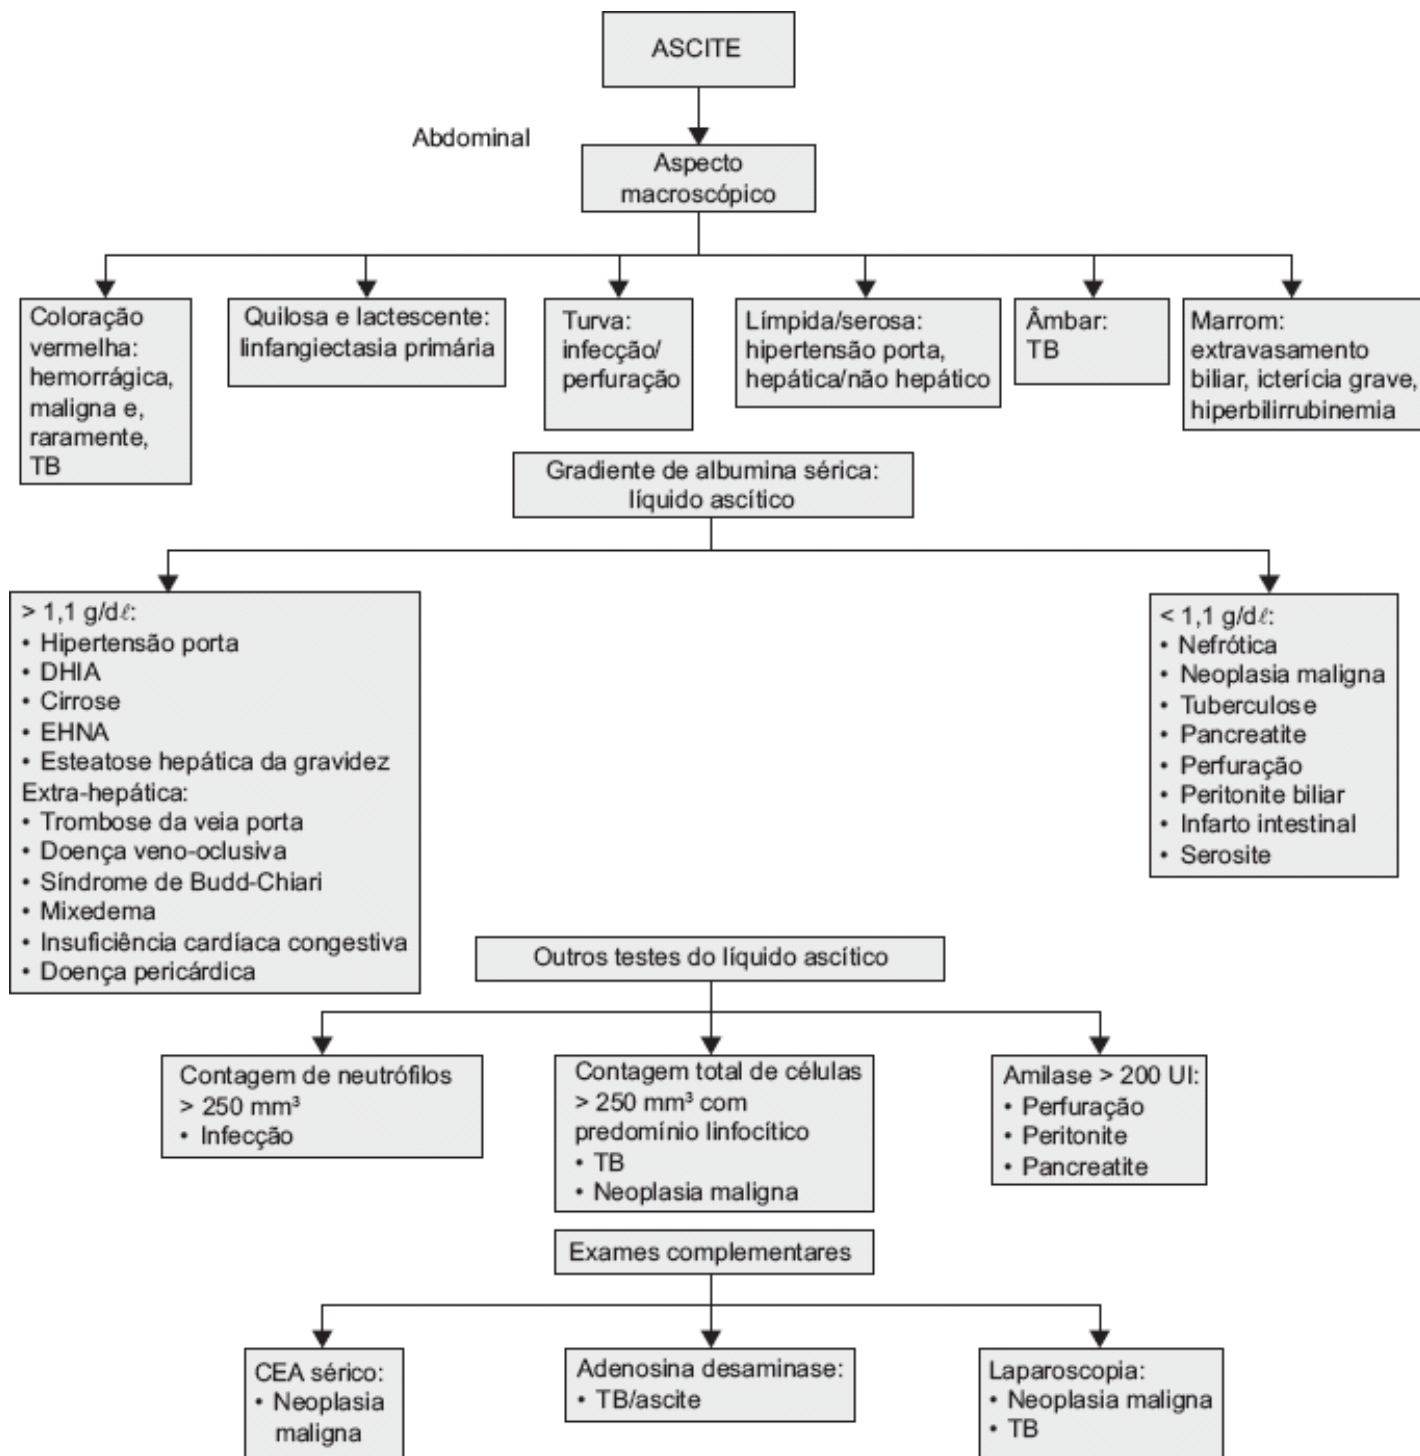 ASCITE
Abdominal
Aspecto
macroscópico
Coloração
vermelha:
hemorrágica,
maligna e,
raramente,
TB
Quilosa e lactescente:
linfangiectasia primária
Turva:
infecção/
perfuração
Límpida/serosa:
hipertensão porta,
hepática/não hepático
Âmbar:
TB
Marrom:
extravasamento
biliar, icterícia grave,
hiperbilirrubinemia
Gradiente de albumina sérica:
líquido ascítico
> 1,1 g/dℓ:
• Hipertensão porta
• DHIA
• Cirrose
• EHNA
• Esteatose hepática da gravidez
Extra-hepática:
• Trombose da veia porta
• Doença veno-oclusiva
• Síndrome de Budd-Chiari
• Mixedema
• Insuficiência cardíaca congestiva
• Doença pericárdica
< 1,1 g/dℓ:
• Nefrótica
• Neoplasia maligna
• Tuberculose
• Pancreatite
• Perfuração
• Peritonite biliar
• Infarto intestinal
• Serosite
Outros testes do líquido ascítico
Contagem de neutrófilos
> 250 mm³
• Infecção
Contagem total de células
> 250 mm³ com
predomínio linfocítico
• TB
• Neoplasia maligna
Amilase > 200 UI:
• Perfuração
• Peritonite
• Pancreatite
Exames complementares
CEA sérico:
• Neoplasia
maligna
Adenosina desaminase:
• TB/ascite
Laparoscopia:
• Neoplasia maligna
• TB